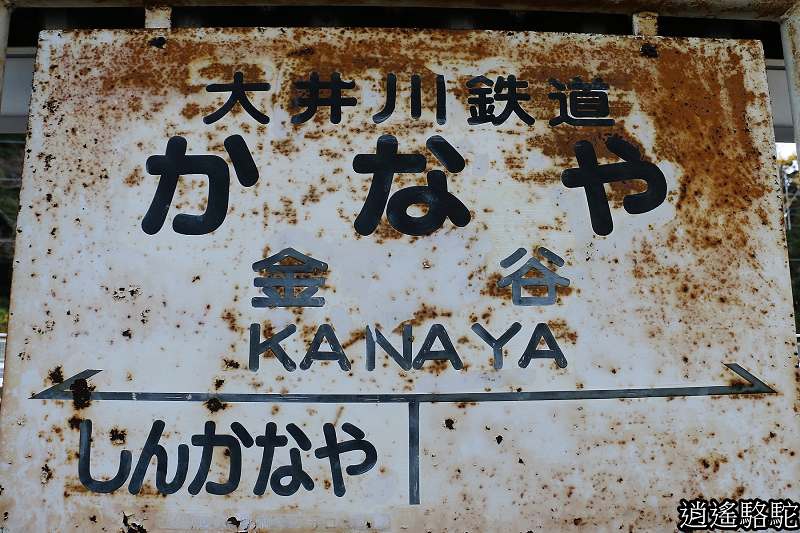 大井川鉄道
かなや
金谷
KANAYA
しんかなや
逍遙駱駝